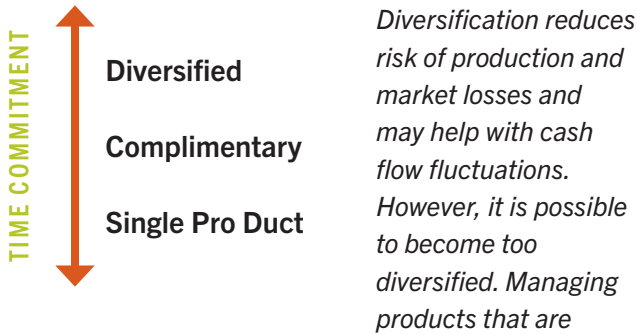 TIME COMMITMENT
Diversified
Complimentary
Single Pro Duct
Diversification reduces
risk of production and
market losses and
may help with cash
flow fluctuations.
However, it is possible
to become too
diversified. Managing
products that are